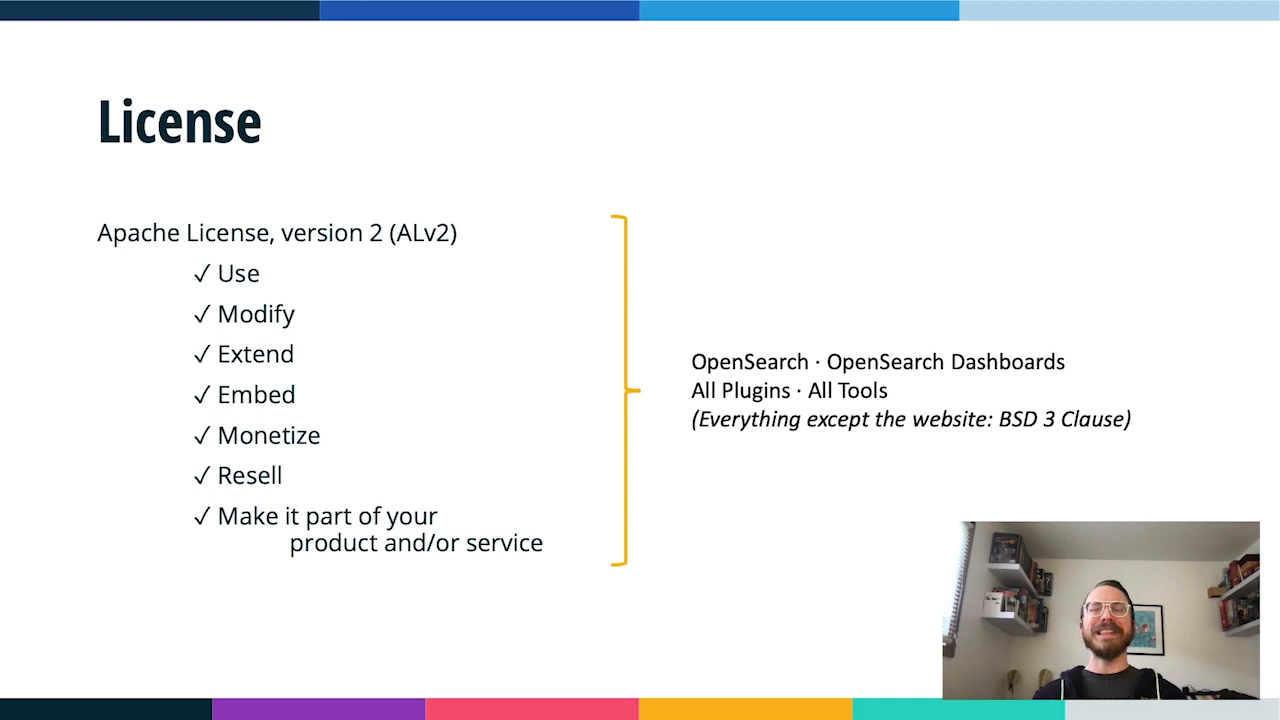 License
Apache License, version 2 (ALv2)
✓ Use
✓ Modify
✓ Extend
✓ Embed
✓ Monetize
✓ Resell
✓ Make it part of your
product and/or service
OpenSearch · OpenSearch Dashboards
All Plugins · All Tools
(Everything except the website: BSD 3 Clause)